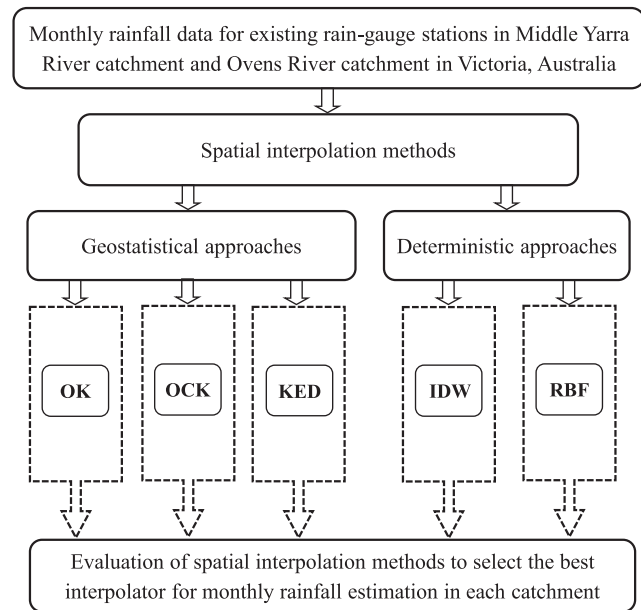 Monthly rainfall data for existing rain-gauge stations in Middle Yarra
River catchment and Ovens River catchment in Victoria, Australia
Spatial interpolation methods
Geostatistical approaches
Deterministic approaches
OK
OCK
KED
IDW
RBF
Evaluation of spatial interpolation methods to select the best
interpolator for monthly rainfall estimation in each catchment